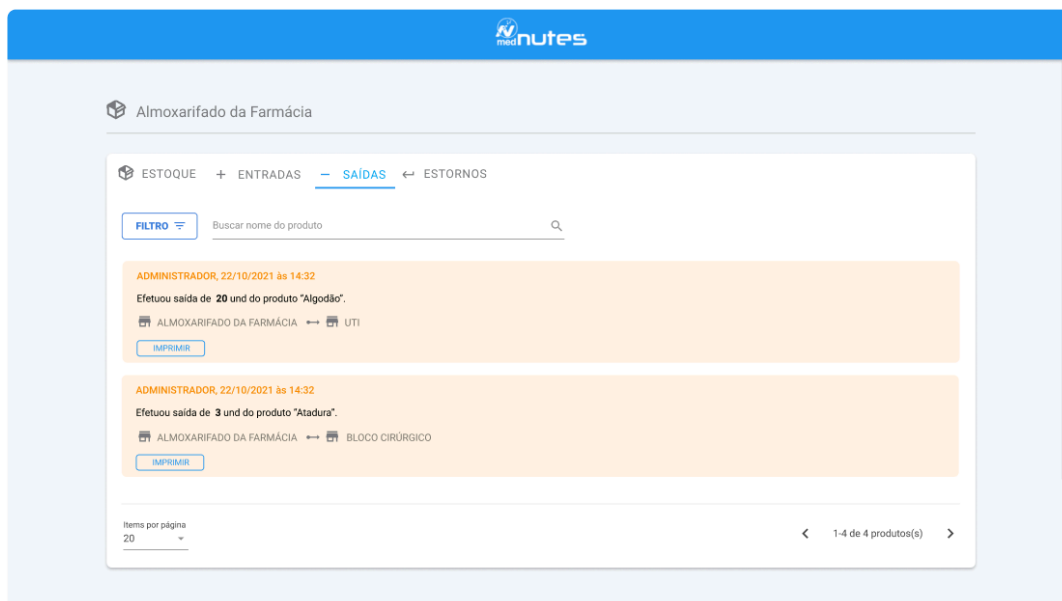 med nutes
Almoxarifado da Farmácia
ESTOQUE + ENTRADAS − SAÍDAS ESTORNOS
FILTRO Buscar nome do produto
ADMINISTRADOR, 22/10/2021 às 14:32
Efetuou saída de 20 und do produto “Algodão”.
ALMOXARIFADO DA FARMÁCIA UTI
IMPRIMIR
ADMINISTRADOR, 22/10/2021 às 14:32
Efetuou saída de 3 und do produto “Atadura”.
ALMOXARIFADO DA FARMÁCIA BLOCO CIRÚRGICO
IMPRIMIR
Items por página
20
1-4 de 4 produtos(s)